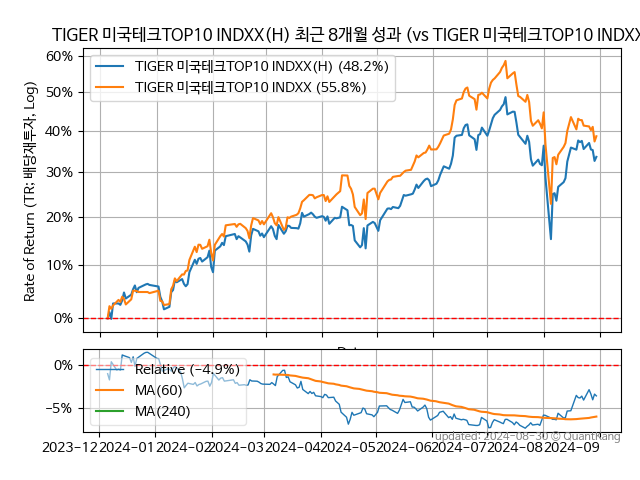 TIGER 미국테크TOP10 INDXX(H) 최근 8개월 성과 (vs TIGER 미국테크TOP10 INDXX
Rate of Return (TR: 배당재투자, Log)
60%
50%
40%
30%
20%
10%
0%
TIGER 미국테크TOP10 INDXX(H) (48.2%)
TIGER 미국테크TOP10 INDXX (55.8%)
0%
−5%
Relative (−4.9%)
MA(60)
MA(240)
2023-12 2024-01 2024-02 2024-03 2024-04 2024-05 2024-06 2024-07 2024-08 2024-09
updated: 2024-08-30 © QuantKang